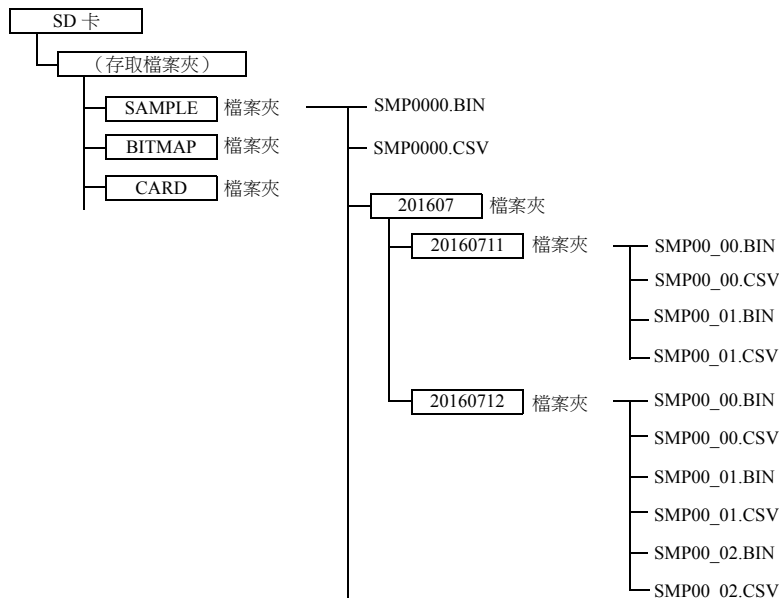 SD 卡
（存取檔案夾）
SAMPLE 檔案夾
SMP0000.BIN
BITMAP 檔案夾
SMP0000.CSV
CARD 檔案夾
201607 檔案夾
20160711 檔案夾
SMP00_00.BIN
SMP00_00.CSV
SMP00_01.BIN
SMP00_01.CSV
20160712 檔案夾
SMP00_00.BIN
SMP00_00.CSV
SMP00_01.BIN
SMP00_01.CSV
SMP00_02.BIN
SMP00_02.CSV